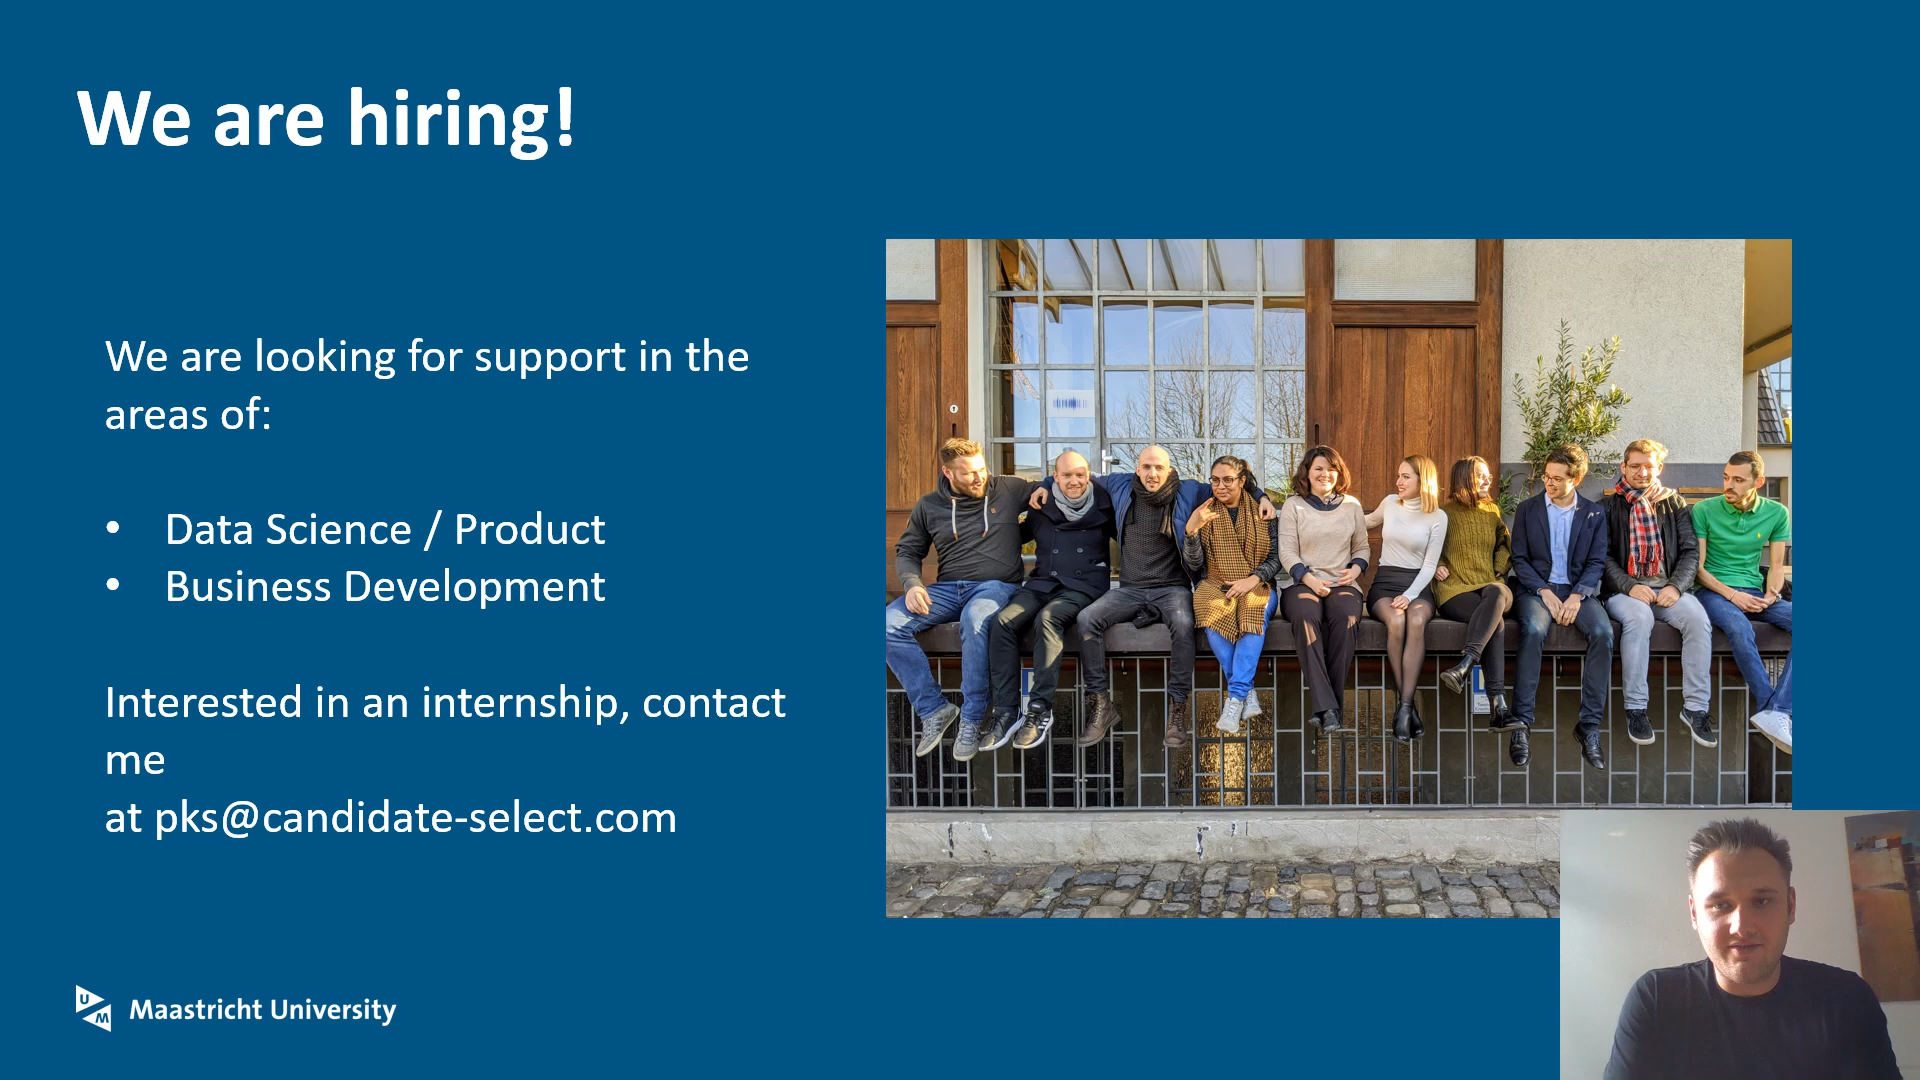 We are hiring!
We are looking for support in the
areas of:
• Data Science / Product
• Business Development
Interested in an internship, contact
me
at pks@candidate-select.com
UM Maastricht University